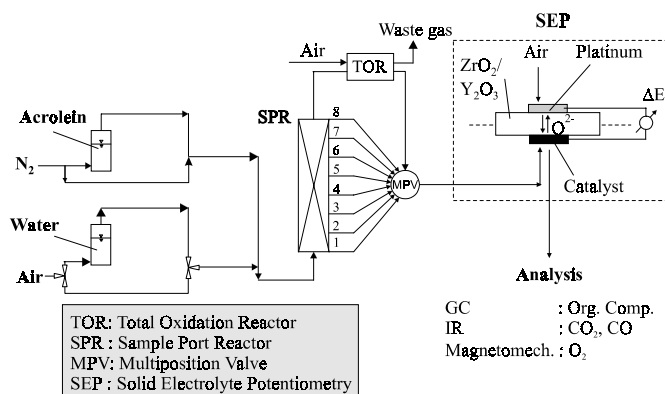 SEP
Waste gas
Air
TOR
ZrO₂/
Y₂O₃
Air
Platinum
ΔE
O²⁻
Catalyst
SPR
8
7
6
5
4
3
2
1
MPV
Acrolein
N₂
Water
Air
Analysis
GC : Org. Comp.
IR : CO₂, CO
Magnetomech. : O₂
TOR: Total Oxidation Reactor
SPR : Sample Port Reactor
MPV: Multiposition Valve
SEP : Solid Electrolyte Potentiometry